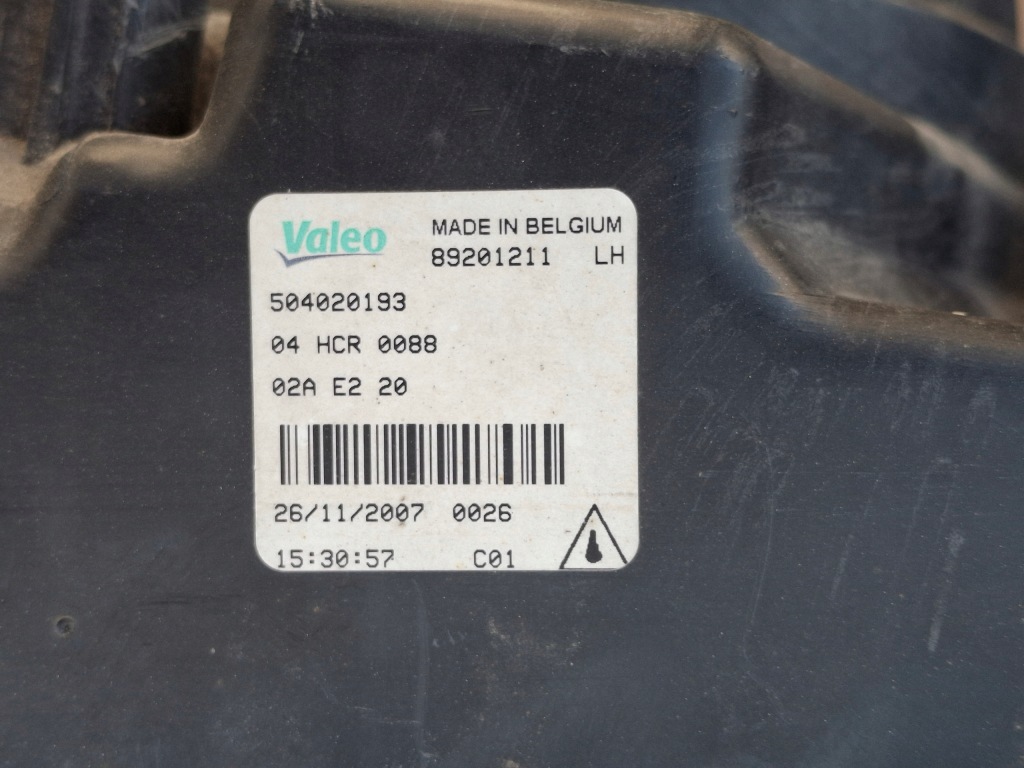 Valeo MADE IN BELGIUM
89201211 LH
504020193
04 HCR 0088
02A E2 20
26/11/2007 0026
15:30:57 C01